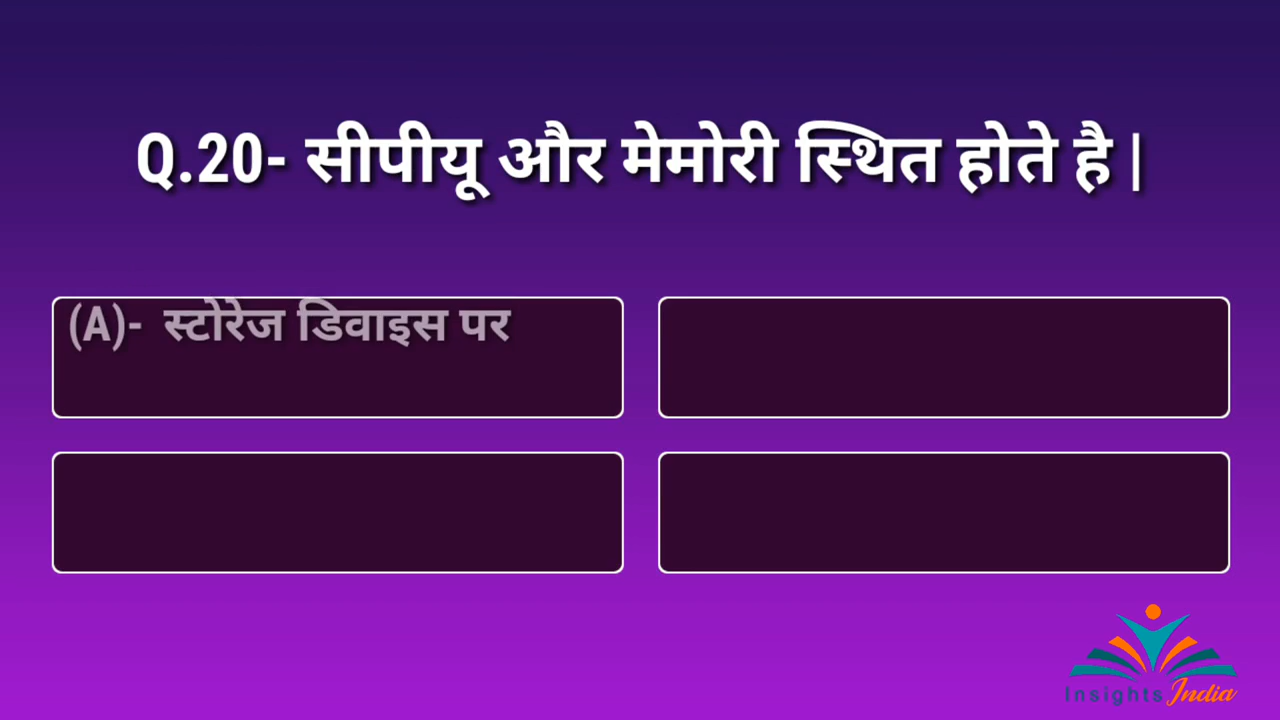 Q.20- सीपीयू और मेमोरी स्थित होते है |
(A)- स्टोरेज डिवाइस पर
Insights India